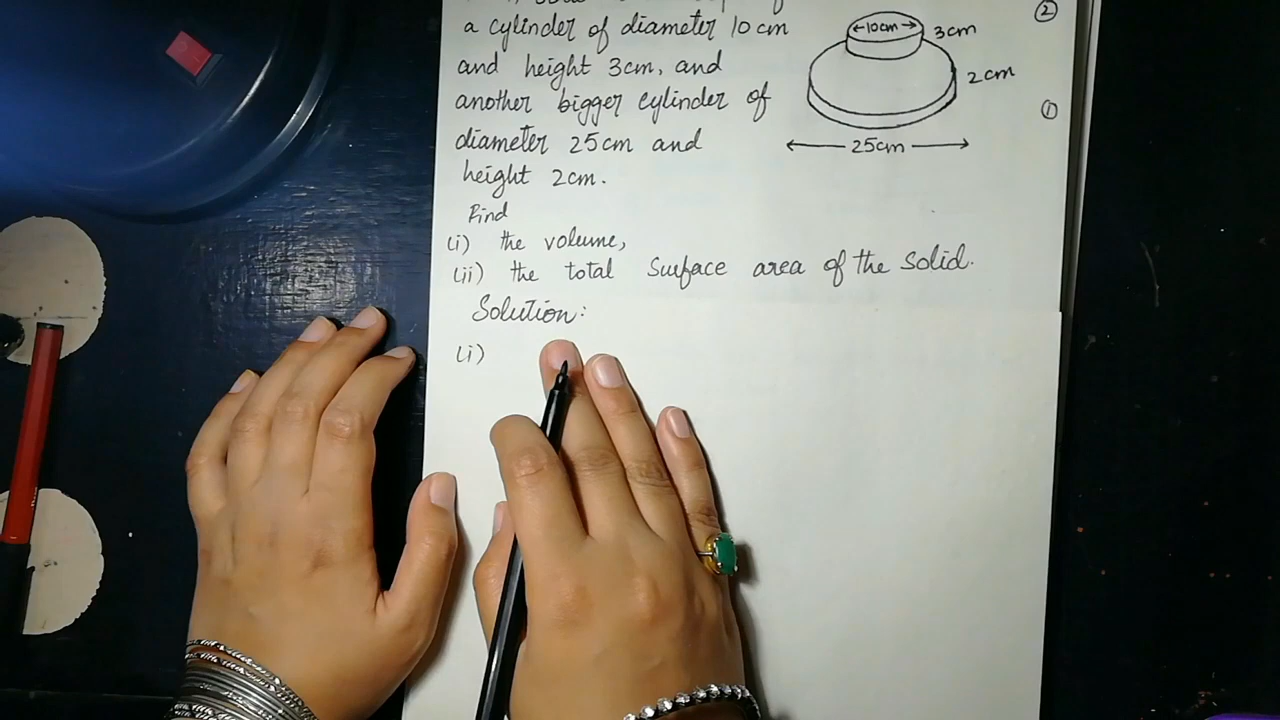 a cylinder of diameter 10 cm
and height 3cm, and
another bigger cylinder of
diameter 25cm and
height 2cm.
Find
(i) the volume,
(ii) the total surface area of the solid.
Solution:
(i)
10cm
3cm
2cm
25cm
②
①